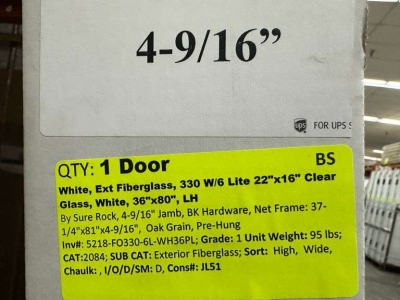 4-9/16”
ups
FOR UPS S
QTY: 1 Door
BS
White, Ext Fiberglass, 330 W/6 Lite 22"x16" Clear
Glass, White, 36"x80", LH
By Sure Rock, 4-9/16" Jamb, BK Hardware, Net Frame: 37-
1/4"x81"x4-9/16", Oak Grain, Pre-Hung
Inv#: 5218-FO330-6L-WH36PL; Grade: 1 Unit Weight: 95 lbs;
CAT:2084; SUB CAT: Exterior Fiberglass; Sort: High, Wide,
Chaulk: , I/O/D/SM: D, Cons#: JL51